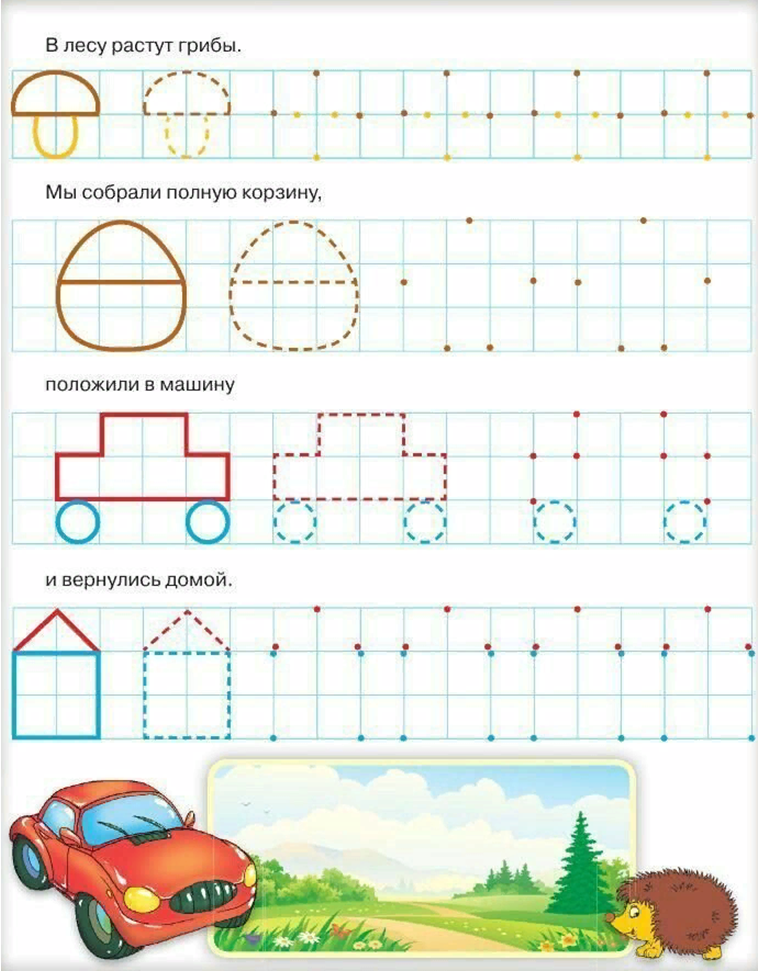 В лесу растут грибы.
Мы собрали полную корзину,
положили в машину
и вернулись домой.